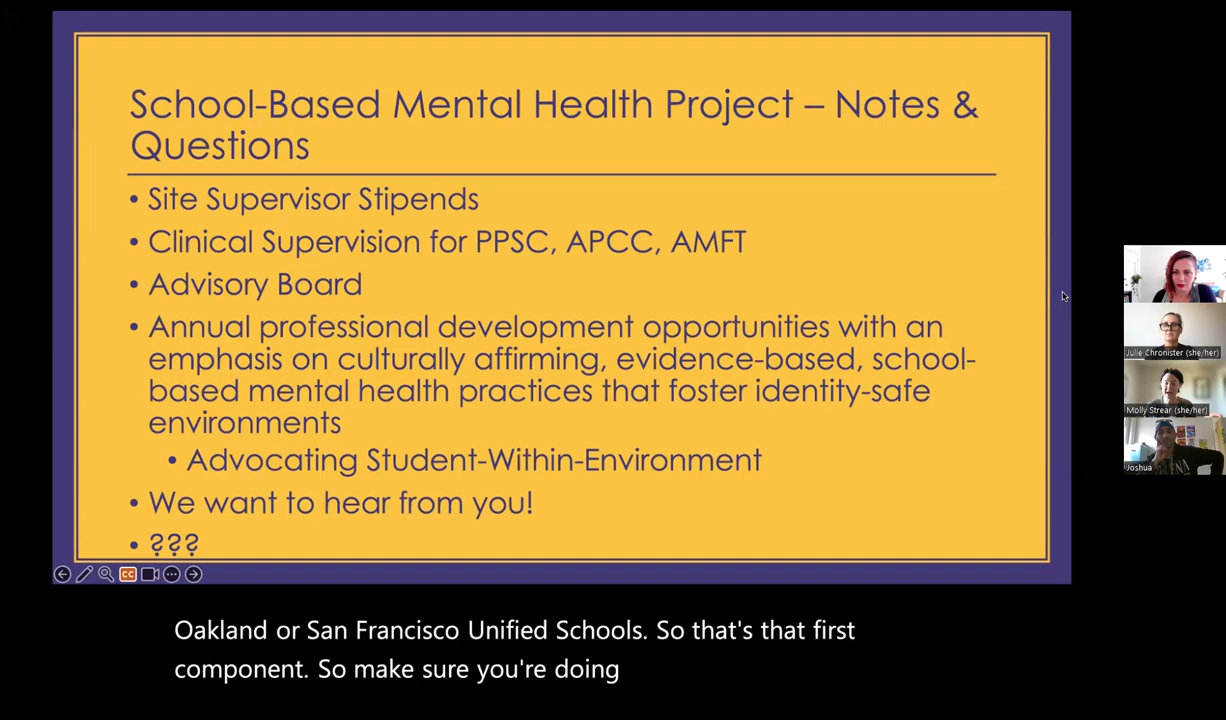 School-Based Mental Health Project – Notes &
Questions
• Site Supervisor Stipends
• Clinical Supervision for PPSC, APCC, AMFT
• Advisory Board
• Annual professional development opportunities with an
emphasis on culturally affirming, evidence-based, school-
based mental health practices that foster identity-safe
environments
• Advocating Student-Within-Environment
• We want to hear from you!
• ???
CC
Julie Chronister (she/her)
Molly Strear (she/her)
Joshua
Oakland or San Francisco Unified Schools. So that's that first
component. So make sure you're doing